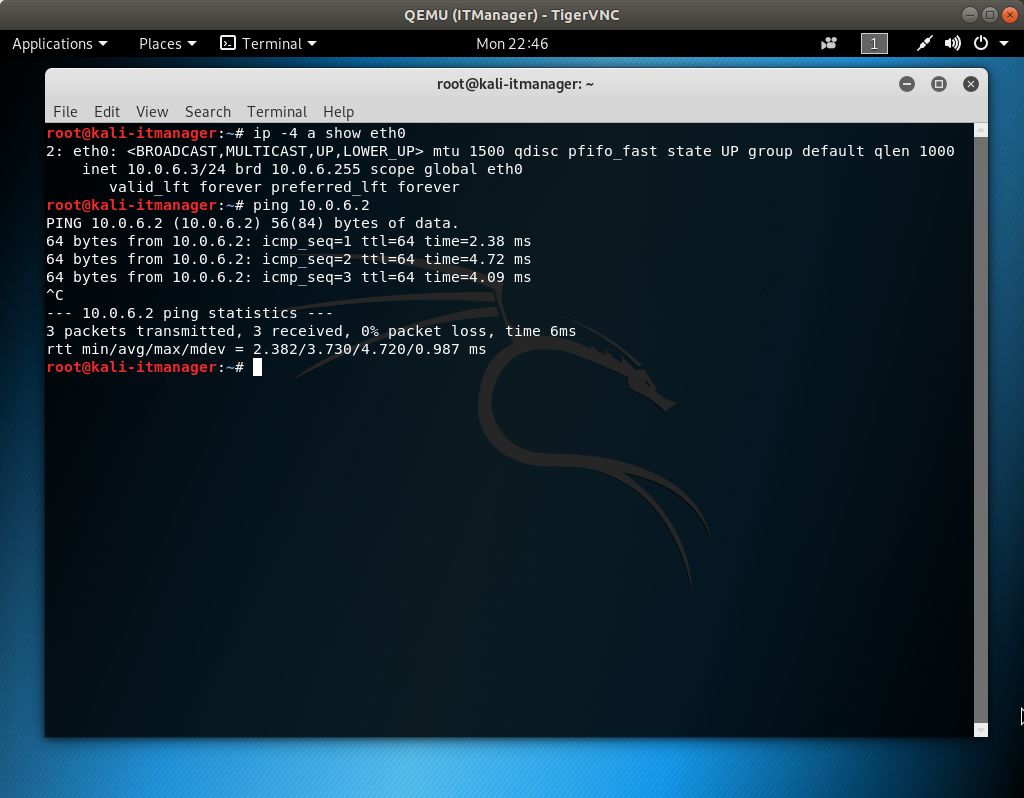 QEMU (ITManager) - TigerVNC
Applications Places Terminal Mon 22:46 1
root@kali-itmanager: ~
File Edit View Search Terminal Help
root@kali-itmanager:~# ip -4 a show eth0
2: eth0: <BROADCAST,MULTICAST,UP,LOWER_UP> mtu 1500 qdisc pfifo_fast state UP group default qlen 1000
    inet 10.0.6.3/24 brd 10.0.6.255 scope global eth0
       valid_lft forever preferred_lft forever
root@kali-itmanager:~# ping 10.0.6.2
PING 10.0.6.2 (10.0.6.2) 56(84) bytes of data.
64 bytes from 10.0.6.2: icmp_seq=1 ttl=64 time=2.38 ms
64 bytes from 10.0.6.2: icmp_seq=2 ttl=64 time=4.72 ms
64 bytes from 10.0.6.2: icmp_seq=3 ttl=64 time=4.09 ms
^C
--- 10.0.6.2 ping statistics ---
3 packets transmitted, 3 received, 0% packet loss, time 6ms
rtt min/avg/max/mdev = 2.382/3.730/4.720/0.987 ms
root@kali-itmanager:~#